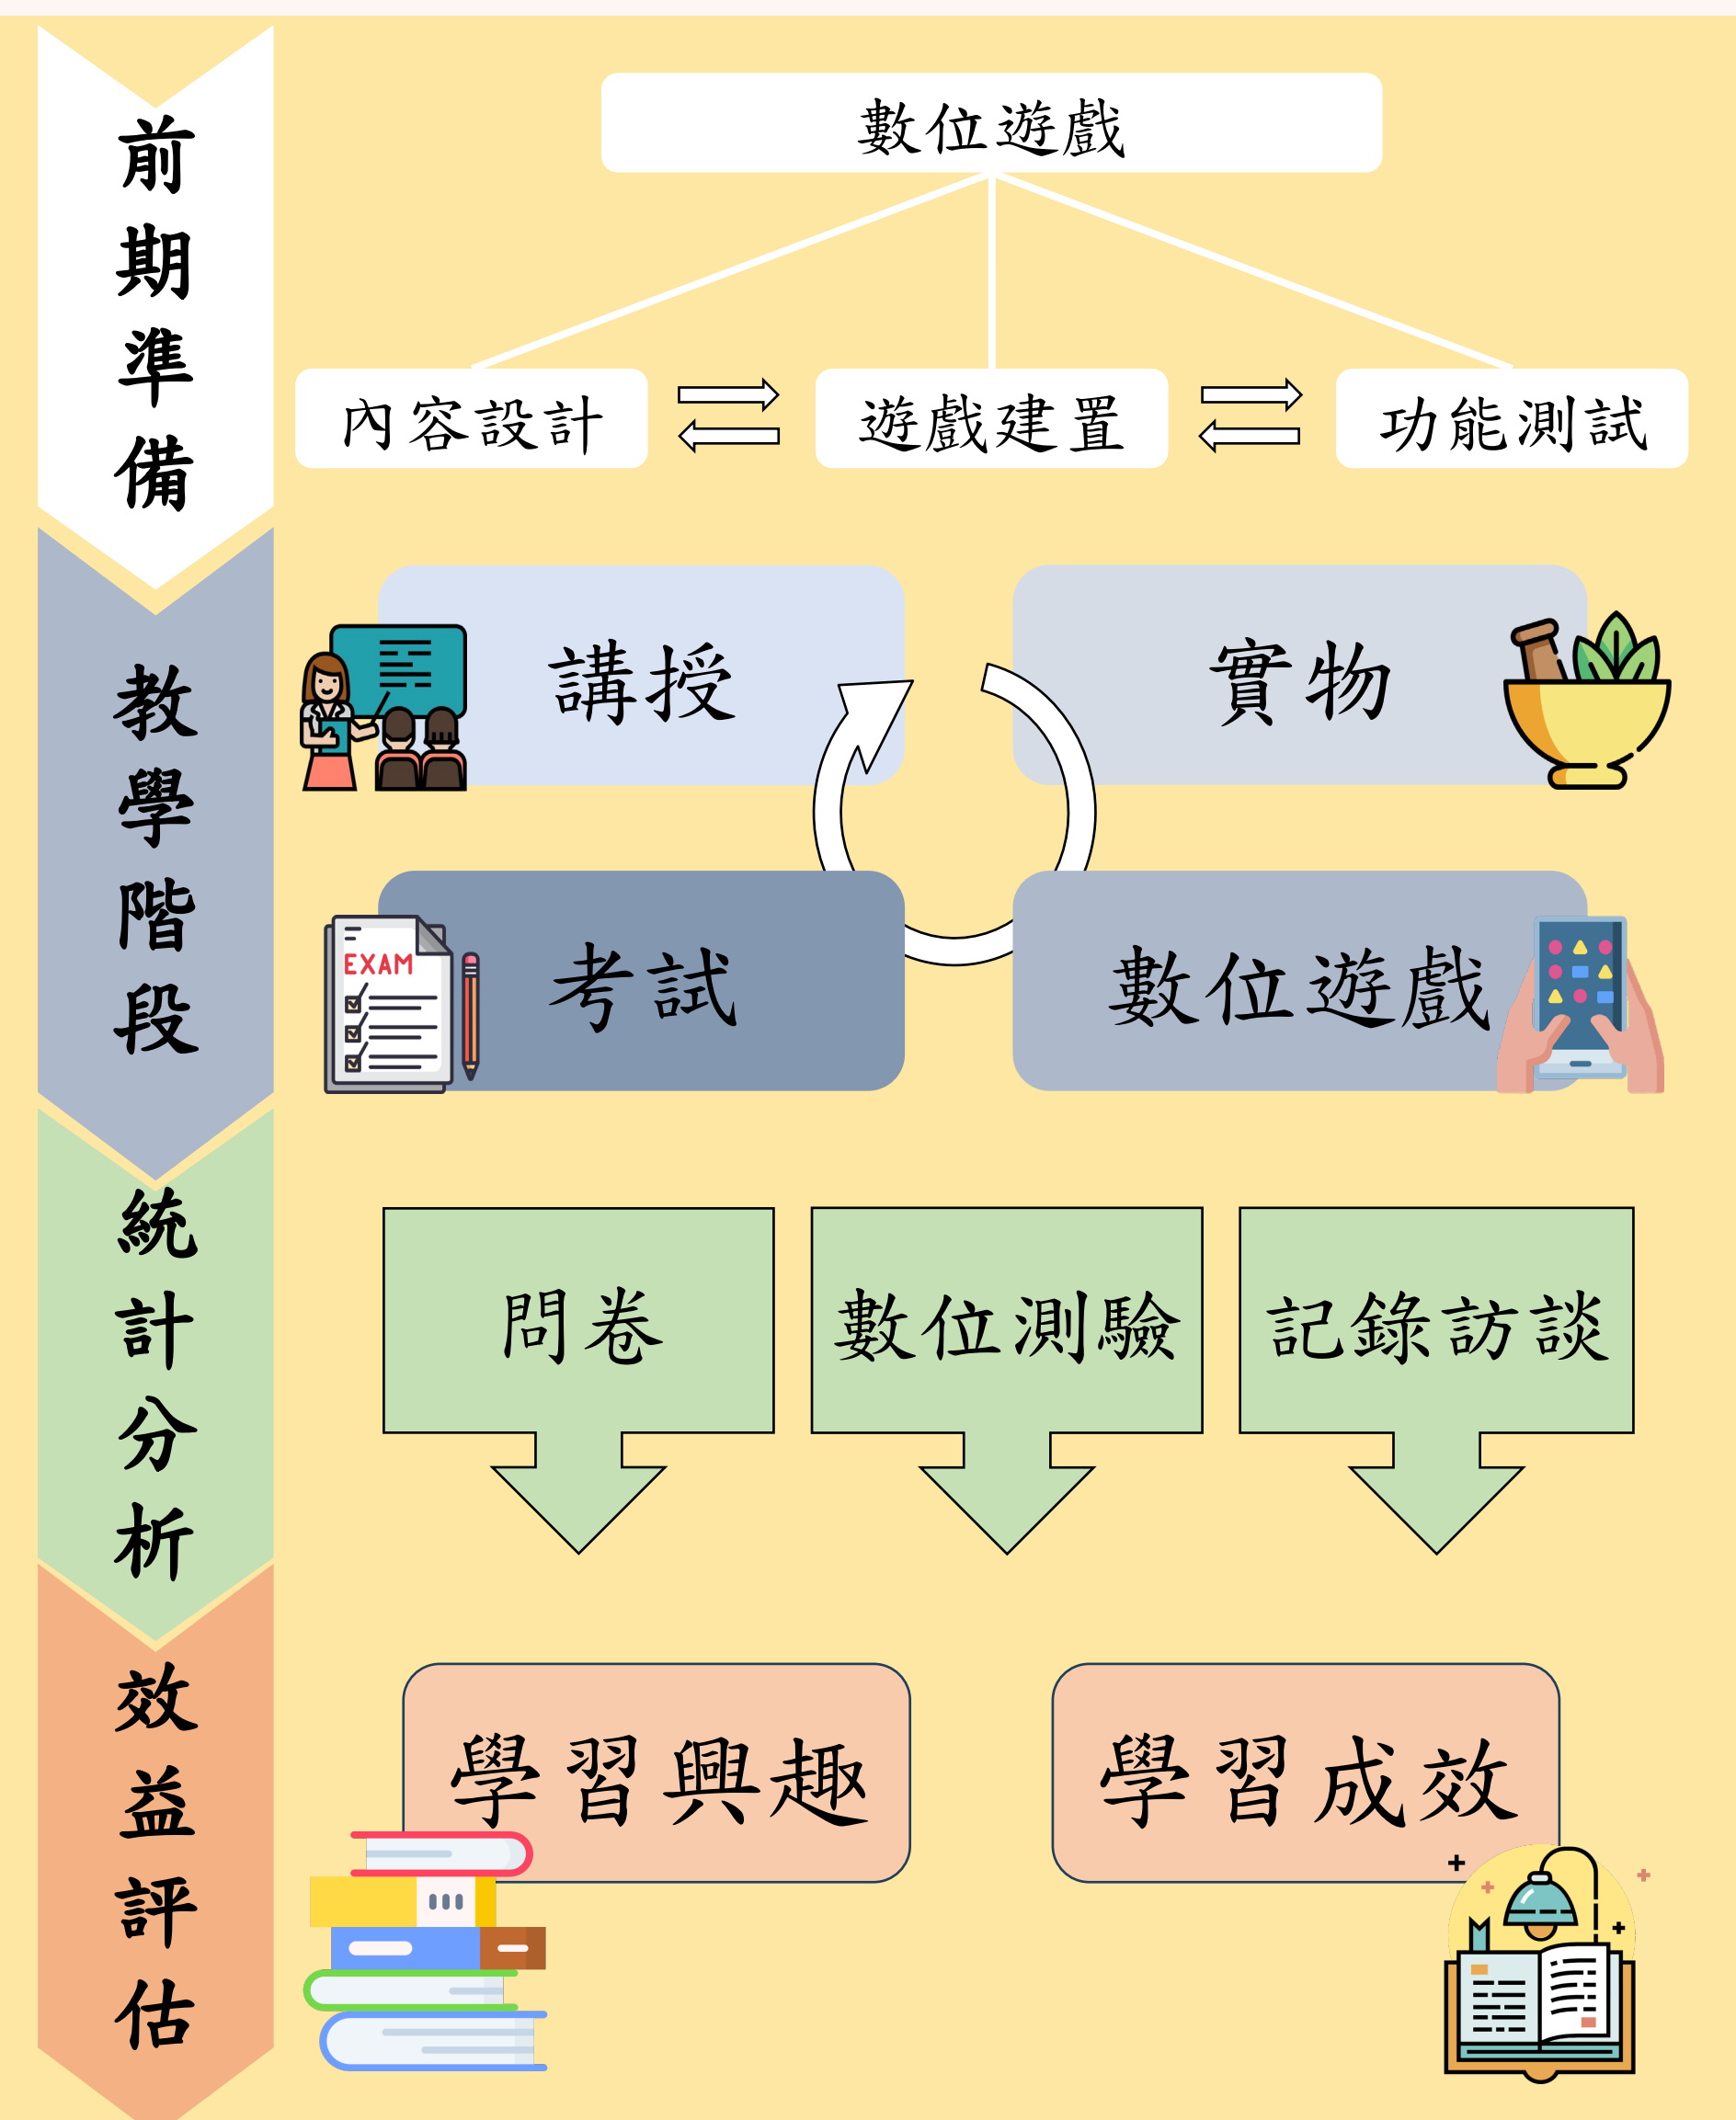 前期準備
數位遊戲
內容設計
遊戲建置
功能測試
教學階段
講授
實物
EXAM
考試
數位遊戲
統計分析
問卷
數位測驗
記錄訪談
效益評估
學習興趣
學習成效